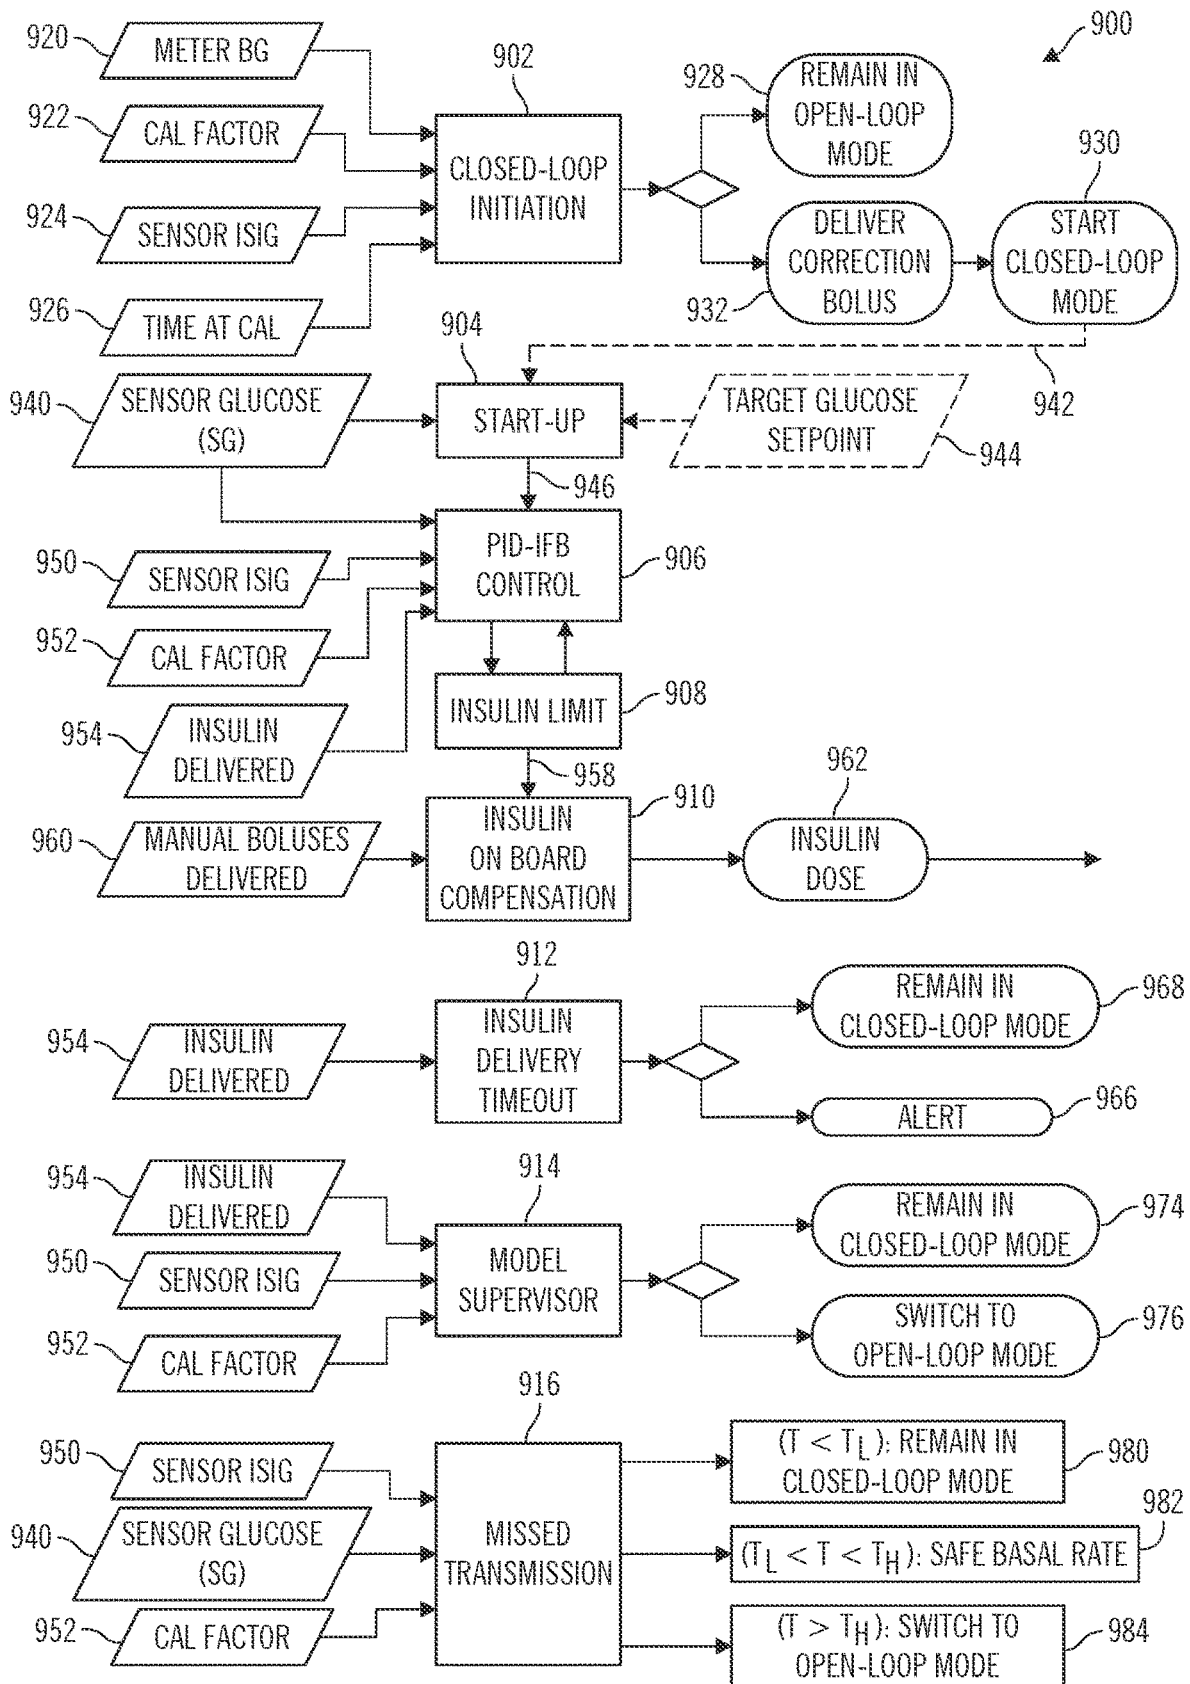 900
920
METER BG
902
928
REMAIN IN
OPEN-LOOP
MODE
922
CAL FACTOR
CLOSED-LOOP
INITIATION
930
924
SENSOR ISIG
DELIVER
CORRECTION
BOLUS
932
START
CLOSED-LOOP
MODE
926
TIME AT CAL
904
942
940
SENSOR GLUCOSE
(SG)
START-UP
TARGET GLUCOSE
SETPOINT
944
946
950
SENSOR ISIG
PID-IFB
CONTROL
906
952
CAL FACTOR
INSULIN LIMIT
908
954
INSULIN
DELIVERED
958
910
962
960
MANUAL BOLUSES
DELIVERED
INSULIN
ON BOARD
COMPENSATION
INSULIN
DOSE
912
954
INSULIN
DELIVERED
INSULIN
DELIVERY
TIMEOUT
REMAIN IN
CLOSED-LOOP MODE
968
ALERT
966
954
INSULIN
DELIVERED
914
950
SENSOR ISIG
MODEL
SUPERVISOR
REMAIN IN
CLOSED-LOOP MODE
974
952
CAL FACTOR
SWITCH TO
OPEN-LOOP MODE
976
916
950
SENSOR ISIG
(T < TL): REMAIN IN
CLOSED-LOOP MODE
980
940
SENSOR GLUCOSE
(SG)
MISSED
TRANSMISSION
982
(TL < T < TH): SAFE BASAL RATE
952
CAL FACTOR
(T > TH): SWITCH TO
OPEN-LOOP MODE
984